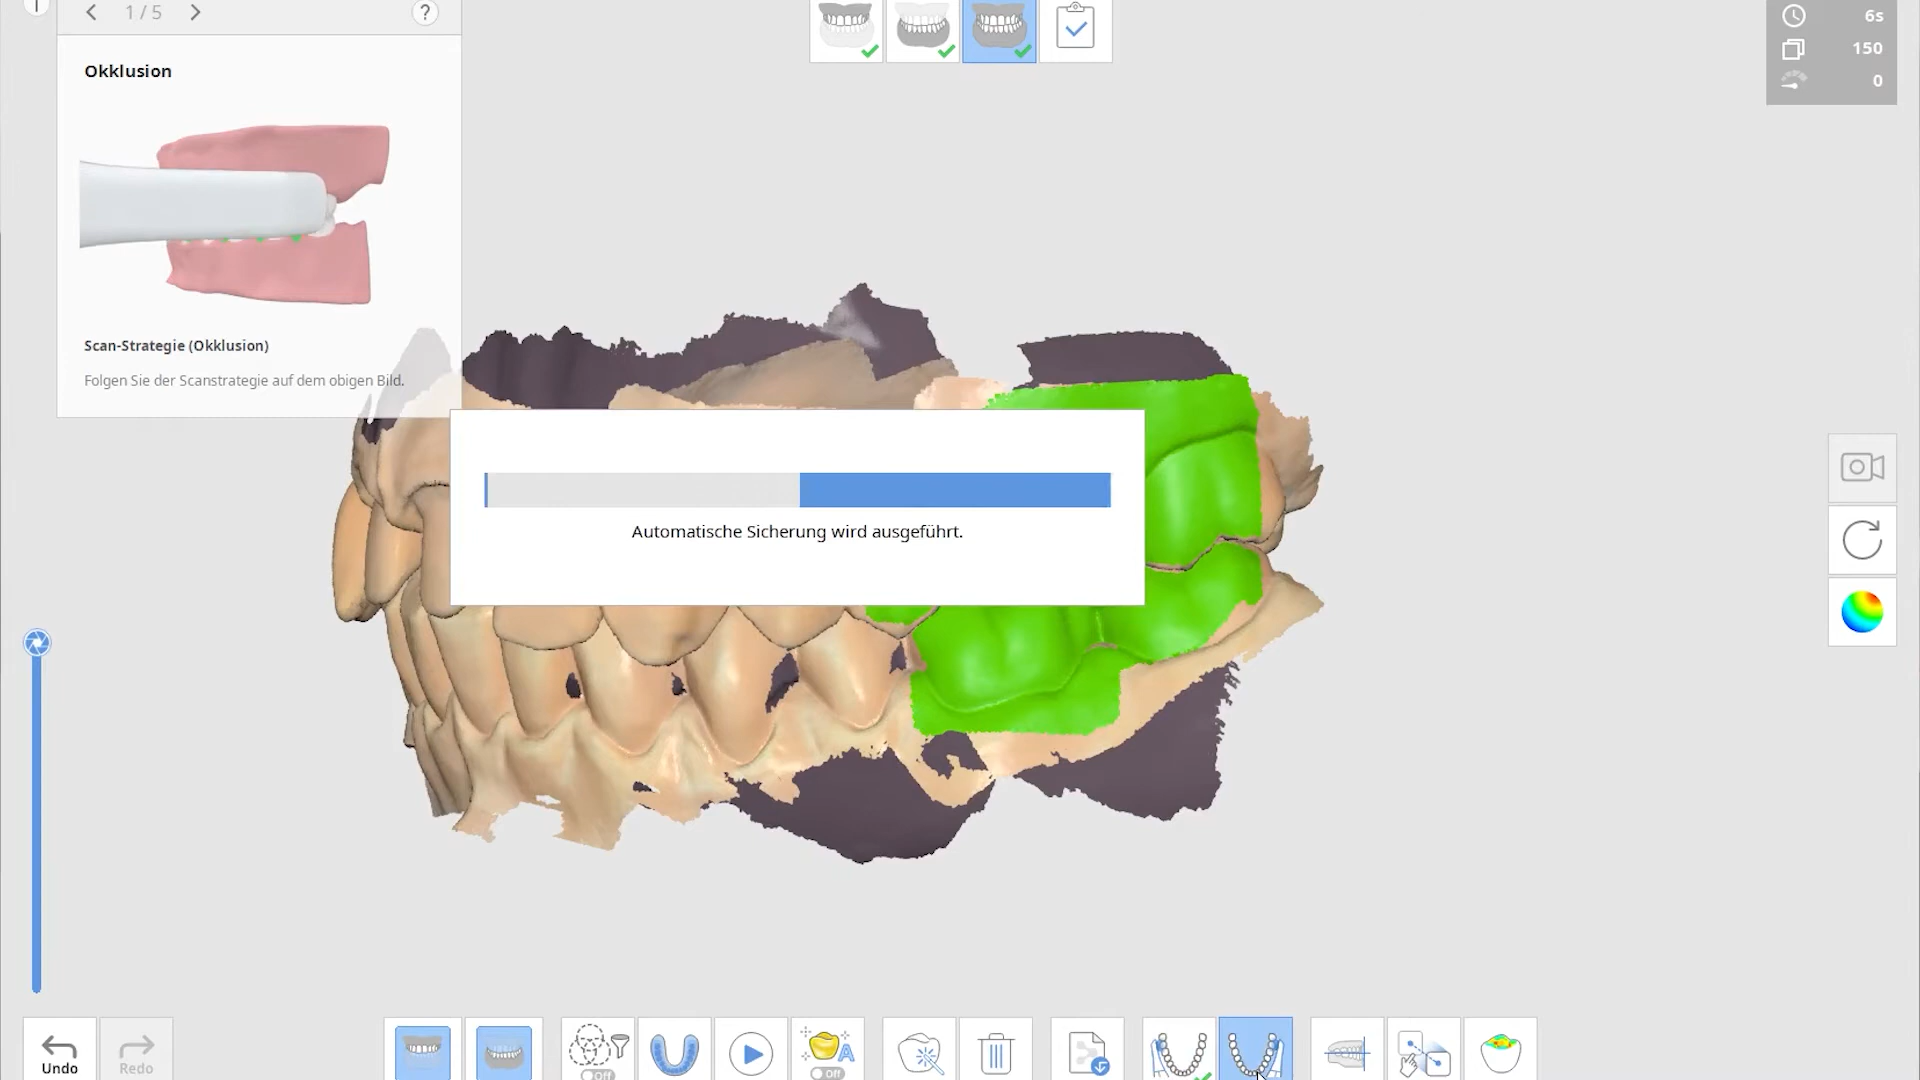 1 / 5
?
6s
150
0
Okklusion
Scan-Strategie (Okklusion)
Folgen Sie der Scanstrategie auf dem obigen Bild.
Automatische Sicherung wird ausgeführt.
Undo
Redo
Off
A
Off